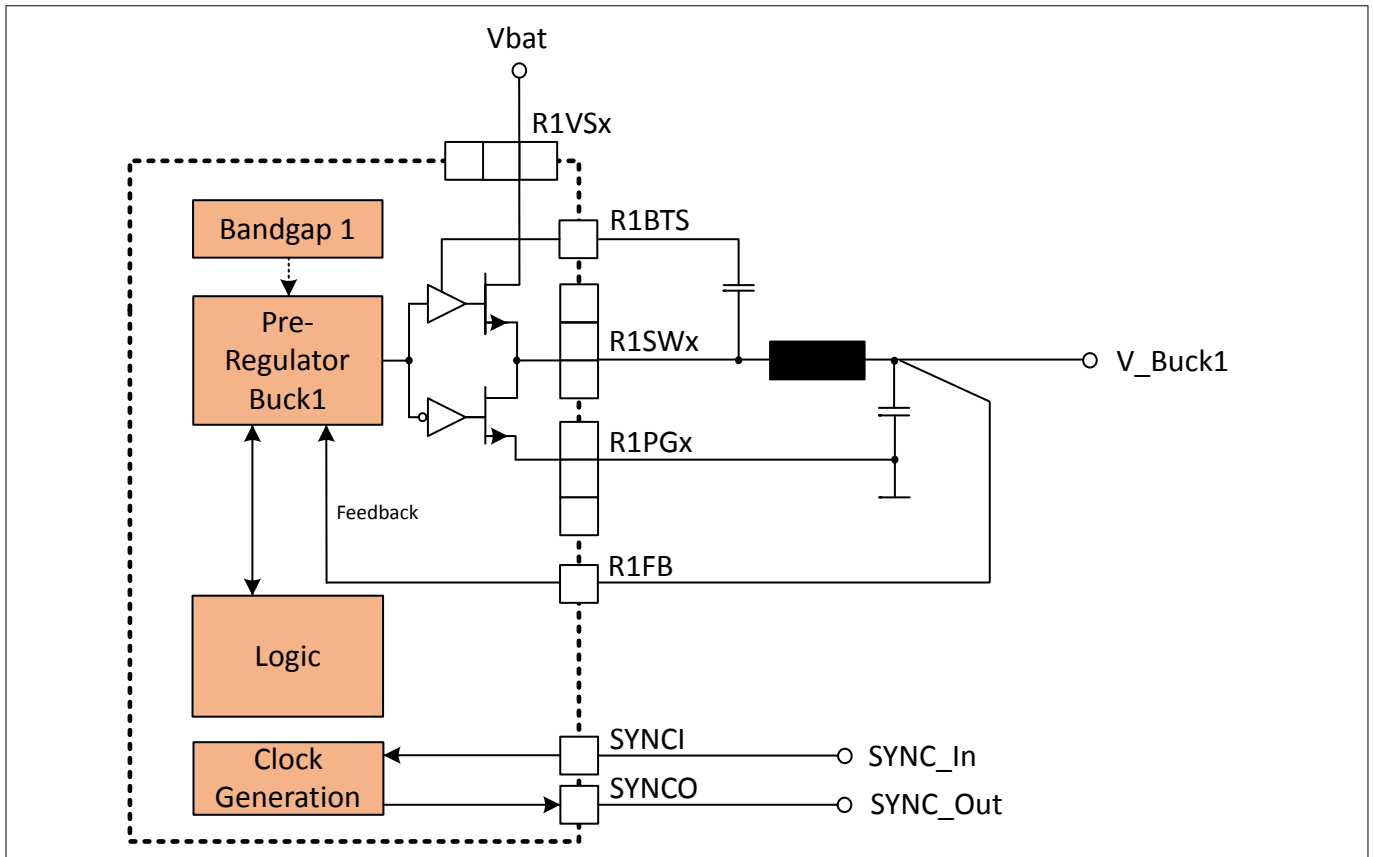 Vbat
R1VSx
Bandgap 1
R1BTS
Pre-
Regulator
Buck1
R1SWx
V_Buck1
R1PGx
Feedback
R1FB
Logic
SYNCI
Clock
Generation
SYNC_In
SYNCO
SYNC_Out